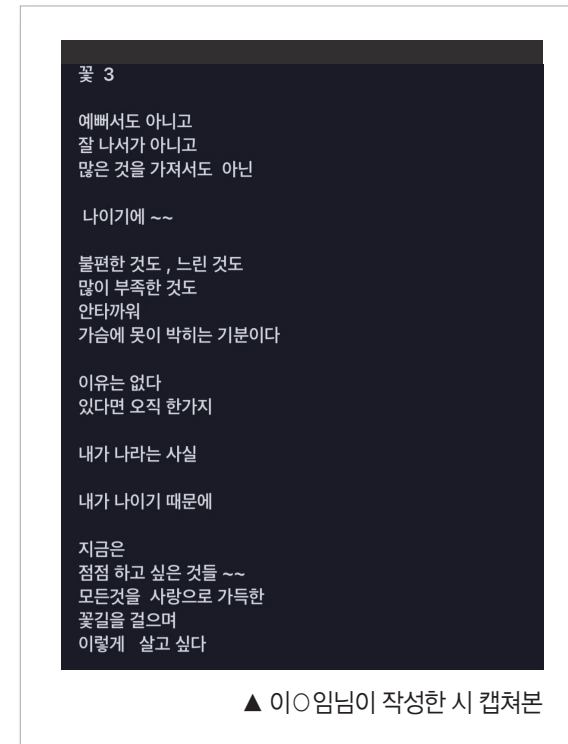 꽃 3
예뻐서도 아니고
잘 나서가 아니고
많은 것을 가져서도 아닌
나이기에 ~~
불편한 것도 , 느린 것도
많이 부족한 것도
안타까워
가슴에 못이 박히는 기분이다
이유는 없다
있다면 오직 한가지
내가 나라는 사실
내가 나이기 때문에
지금은
점점 하고 싶은 것들 ~~
모든것을 사랑으로 가득한
꽃길을 걸으며
이렇게 살고 싶다
▲ 이○임님이 작성한 시 캡쳐본